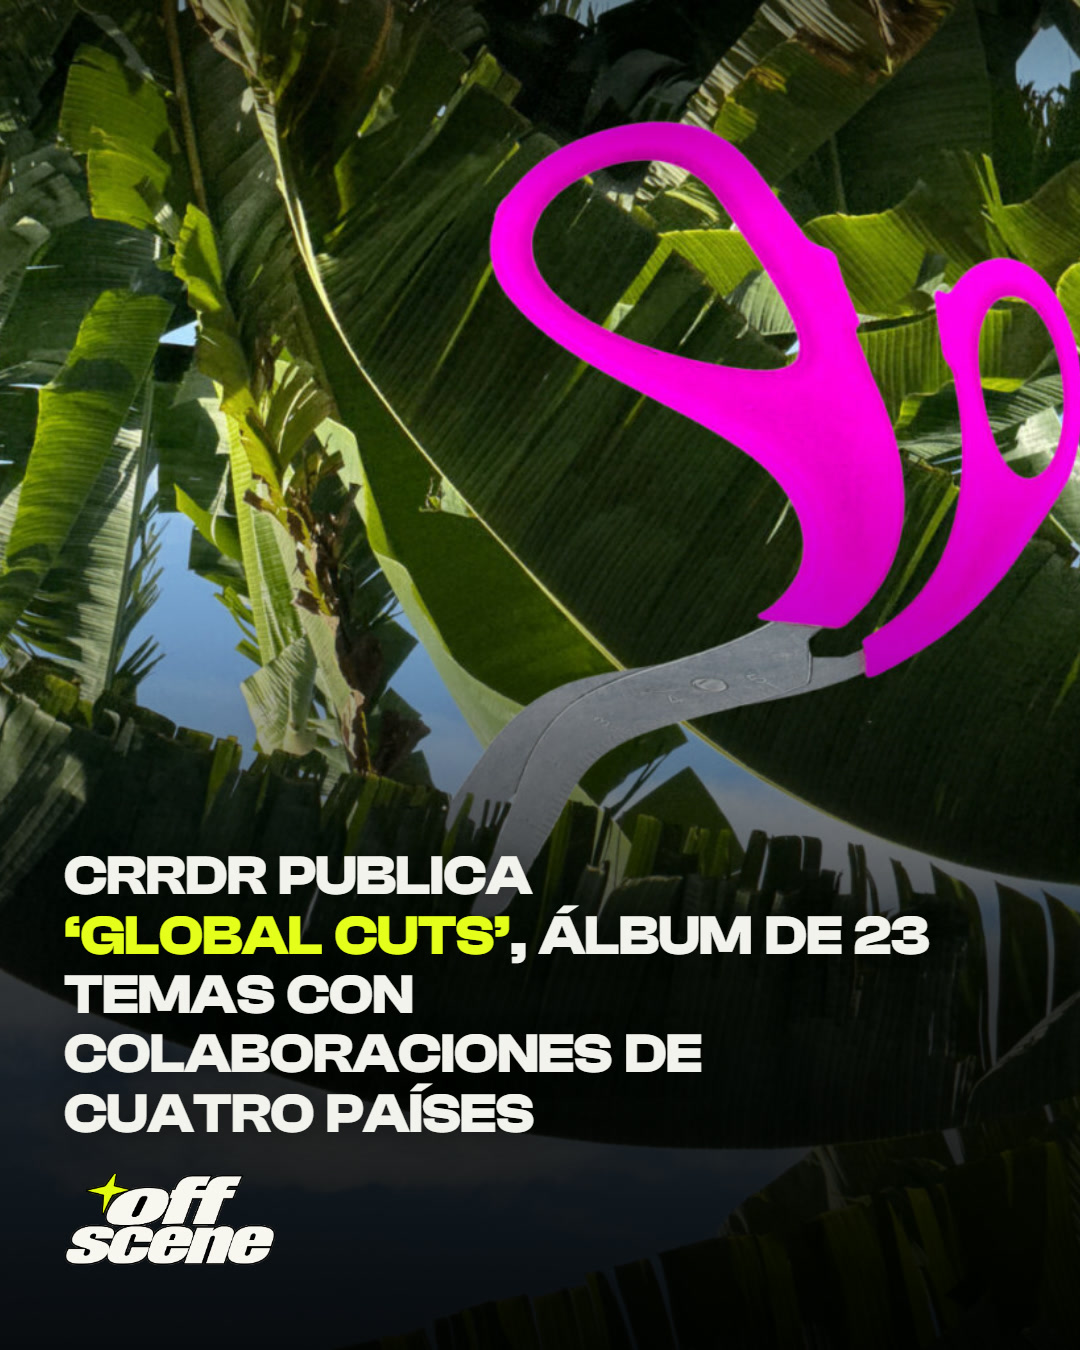 CRRDR PUBLICA
‘GLOBAL CUTS’, ÁLBUM DE 23
TEMAS CON
COLABORACIONES DE
CUATRO PAÍSES
off
scene